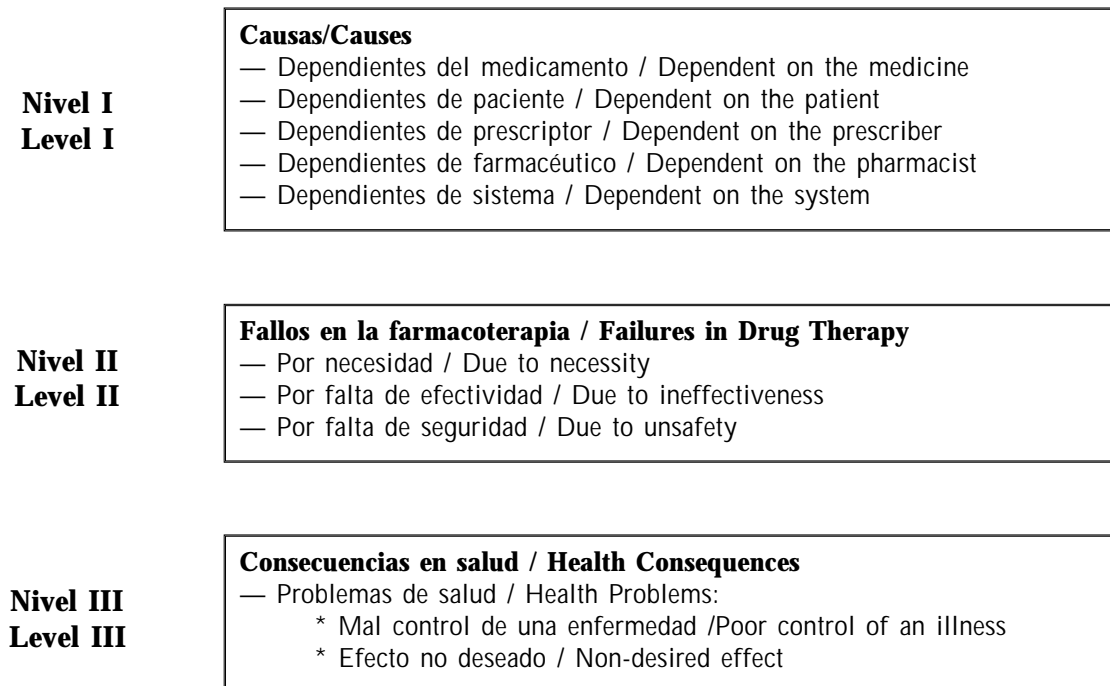 Nivel I
Level I
Causas/Causes
— Dependientes del medicamento / Dependent on the medicine
— Dependientes de paciente / Dependent on the patient
— Dependientes de prescriptor / Dependent on the prescriber
— Dependientes de farmacéutico / Dependent on the pharmacist
— Dependientes de sistema / Dependent on the system
Nivel II
Level II
Fallos en la farmacoterapia / Failures in Drug Therapy
— Por necesidad / Due to necessity
— Por falta de efectividad / Due to ineffectiveness
— Por falta de seguridad / Due to unsafety
Nivel III
Level III
Consecuencias en salud / Health Consequences
— Problemas de salud / Health Problems:
* Mal control de una enfermedad /Poor control of an illness
* Efecto no deseado / Non-desired effect